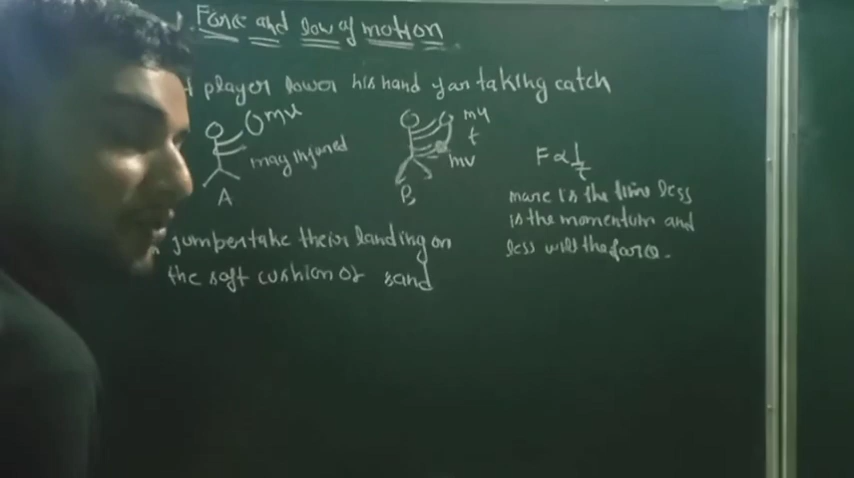 Force and low of motion
player lower his hand yan taking catch
mv
may injured
A
mu
t
mv
B
F ∝ 1/t
more is the time less
is the momentum and
less will the force.
jumper take their landing on
the soft cushion or sand